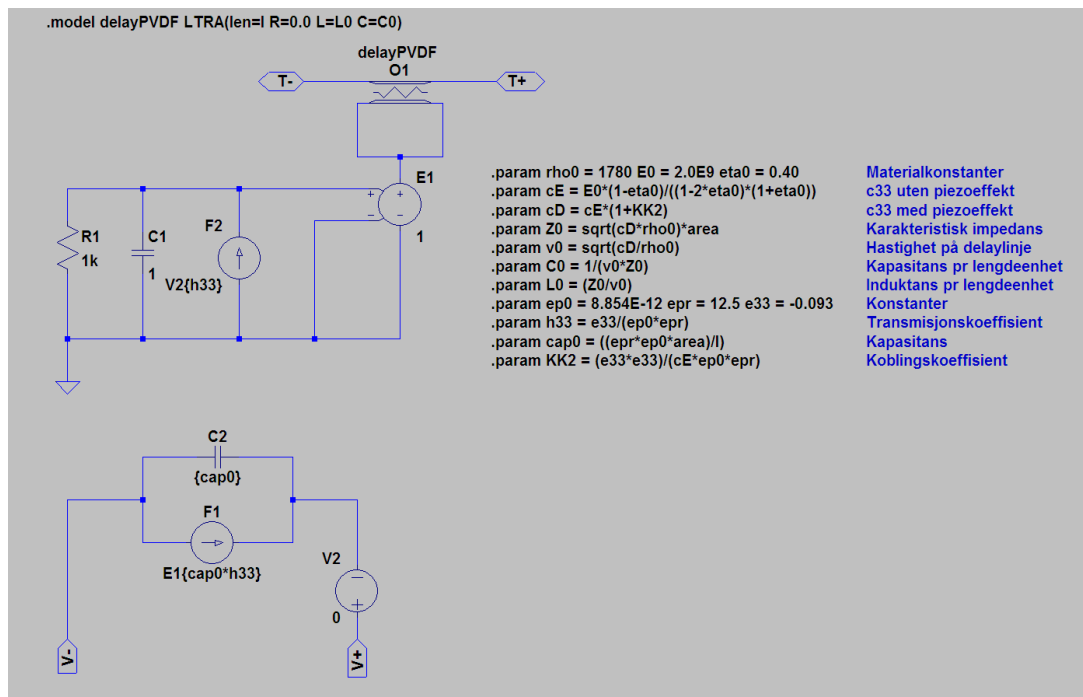 .model delayPVDF LTRA(len=l R=0.0 L=L0 C=C0)
delayPVDF
O1
T-
T+
E1
+
+
–
–
1
R1
1k
C1
1
F2
V2{h33}
.param rho0 = 1780 E0 = 2.0E9 eta0 = 0.40 Materialkonstanter
.param cE = E0*(1-eta0)/((1-2*eta0)*(1+eta0)) c33 uten piezoeffekt
.param cD = cE*(1+KK2) c33 med piezoeffekt
.param Z0 = sqrt(cD*rho0)*area Karakteristisk impedans
.param v0 = sqrt(cD/rho0) Hastighet på delaylinje
.param C0 = 1/(v0*Z0) Kapasitans pr lengdeenhet
.param L0 = (Z0/v0) Induktans pr lengdeenhet
.param ep0 = 8.854E-12 epr = 12.5 e33 = -0.093 Konstanter
.param h33 = e33/(ep0*epr) Transmisjonskoeffisient
.param cap0 = ((epr*ep0*area)/l) Kapasitans
.param KK2 = (e33*e33)/(cE*ep0*epr) Koblingskoeffisient
C2
{cap0}
F1
E1{cap0*h33}
V2
–
+
0
V-
V+